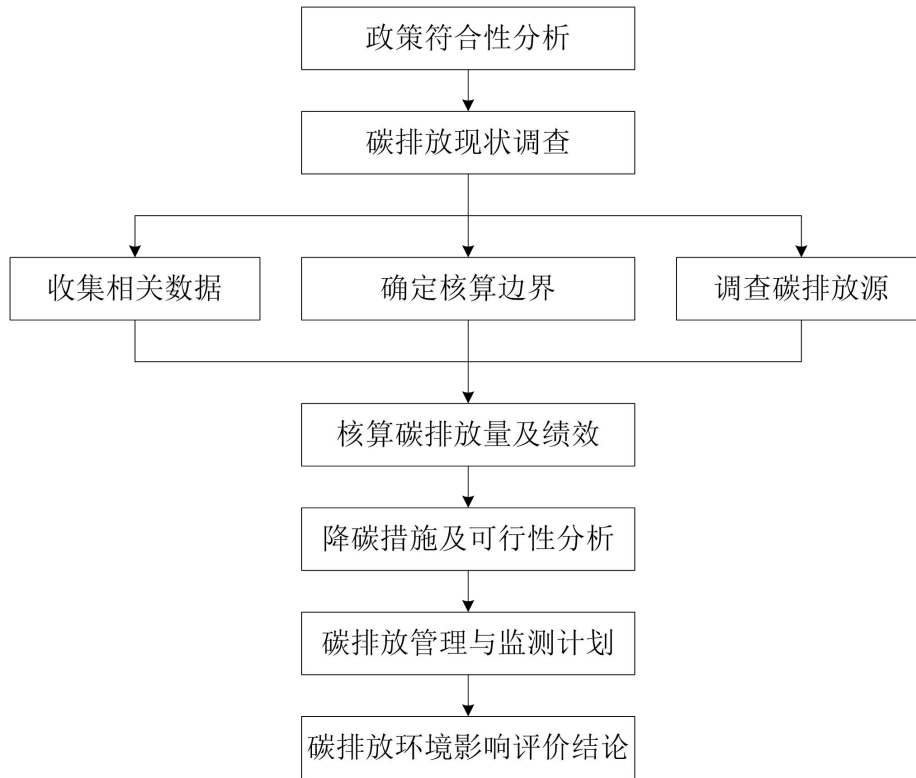 政策符合性分析
碳排放现状调查
收集相关数据
确定核算边界
调查碳排放源
核算碳排放量及绩效
降碳措施及可行性分析
碳排放管理与监测计划
碳排放环境影响评价结论